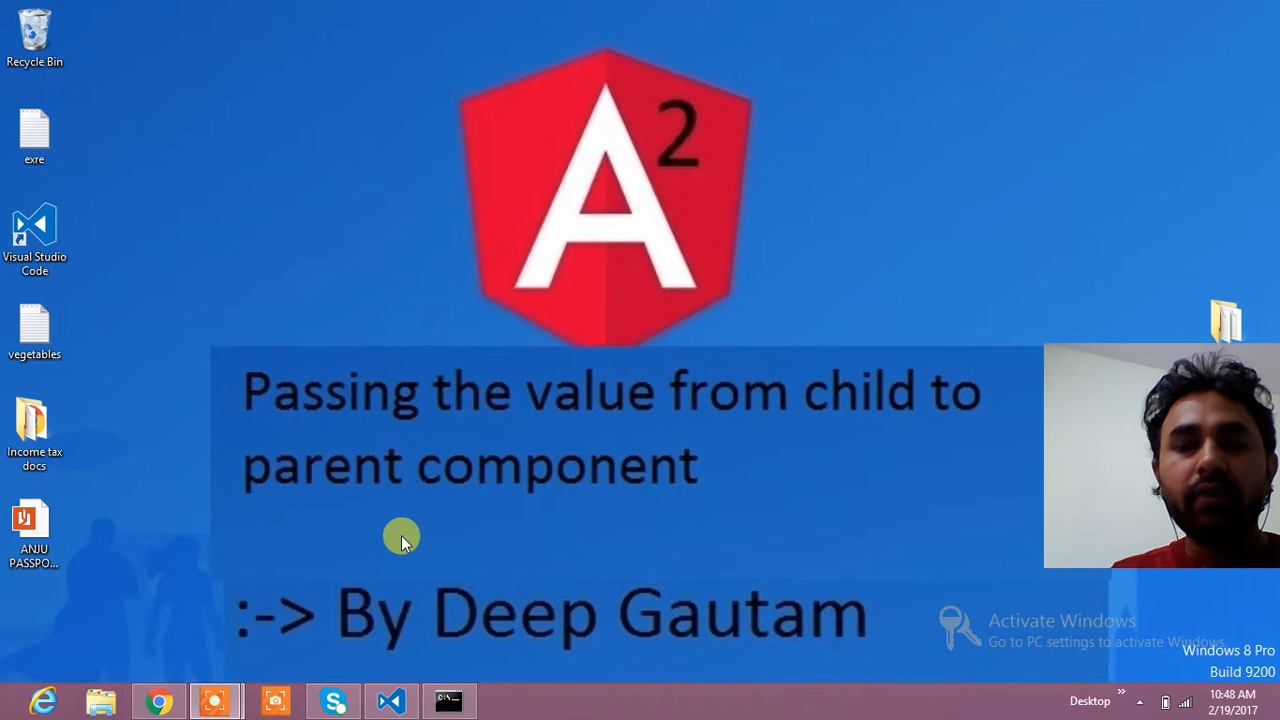 Recycle Bin
exre
Visual Studio
Code
vegetables
Income tax
docs
ANJU
PASSPO...
A2
Passing the value from child to
parent component
:-> By Deep Gautam
Activate Windows
Go to PC settings to activate Windows.
Windows 8 Pro
Build 9200
Desktop
10:48 AM
2/19/2017